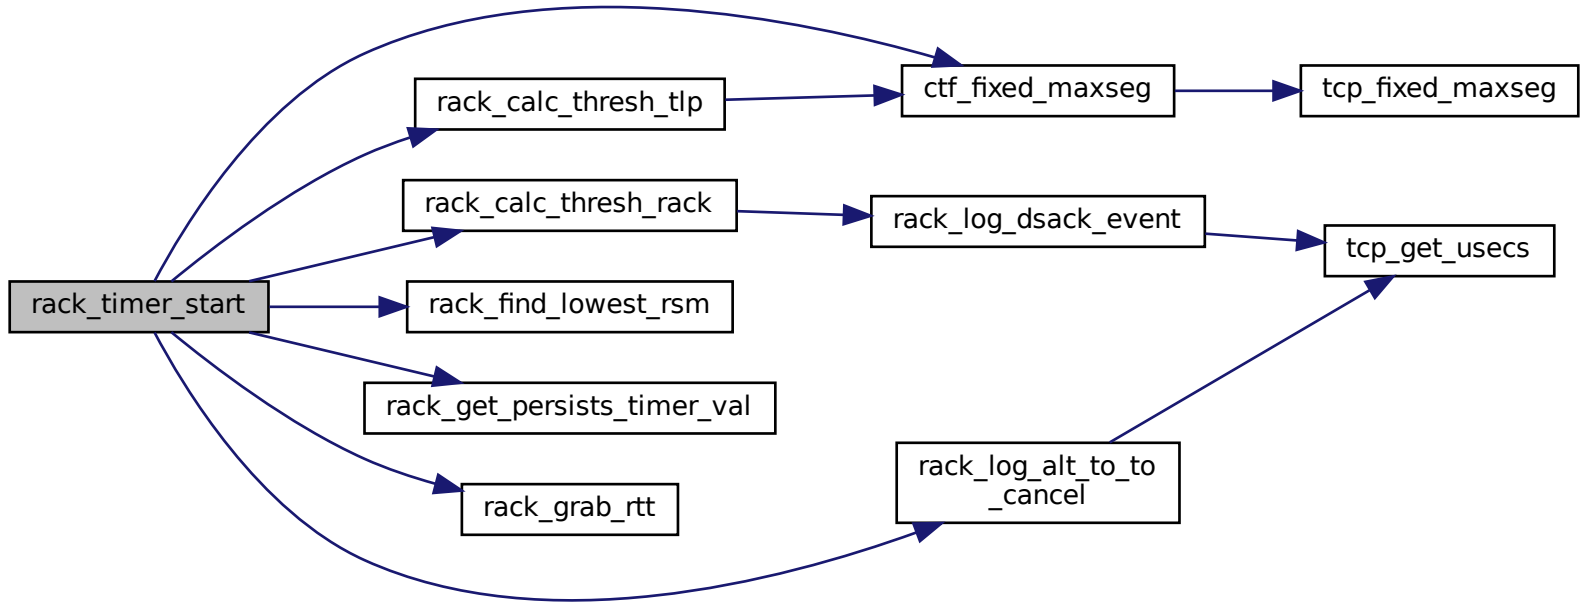 ctf_fixed_maxseg
tcp_fixed_maxseg
rack_calc_thresh_tlp
rack_calc_thresh_rack
rack_log_dsack_event
tcp_get_usecs
rack_timer_start
rack_find_lowest_rsm
rack_get_persists_timer_val
rack_log_alt_to_to
_cancel
rack_grab_rtt